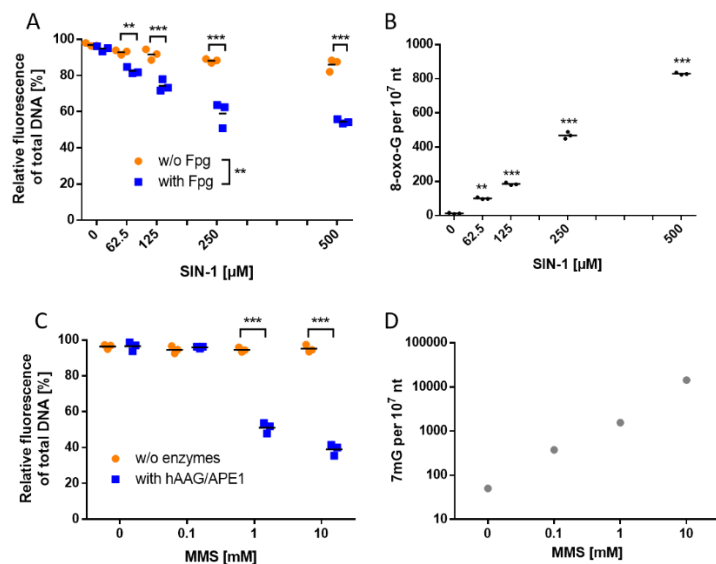 A
B
Relative fluorescence
of total DNA [%]
100
80
60
40
20
0
** *** *** ***
w/o Fpg
with Fpg
**
0 62.5 125 250 500
SIN-1 [µM]
8-oxo-G per 10⁷ nt
1000
800
600
400
200
0
** *** *** ***
0 62.5 125 250 500
SIN-1 [µM]
C
D
Relative fluorescence
of total DNA [%]
100
80
60
40
20
0
*** ***
w/o enzymes
with hAAG/APE1
0 0.1 1 10
MMS [mM]
7mG per 10⁷ nt
100000
10000
1000
100
10
0 0.1 1 10
MMS [mM]